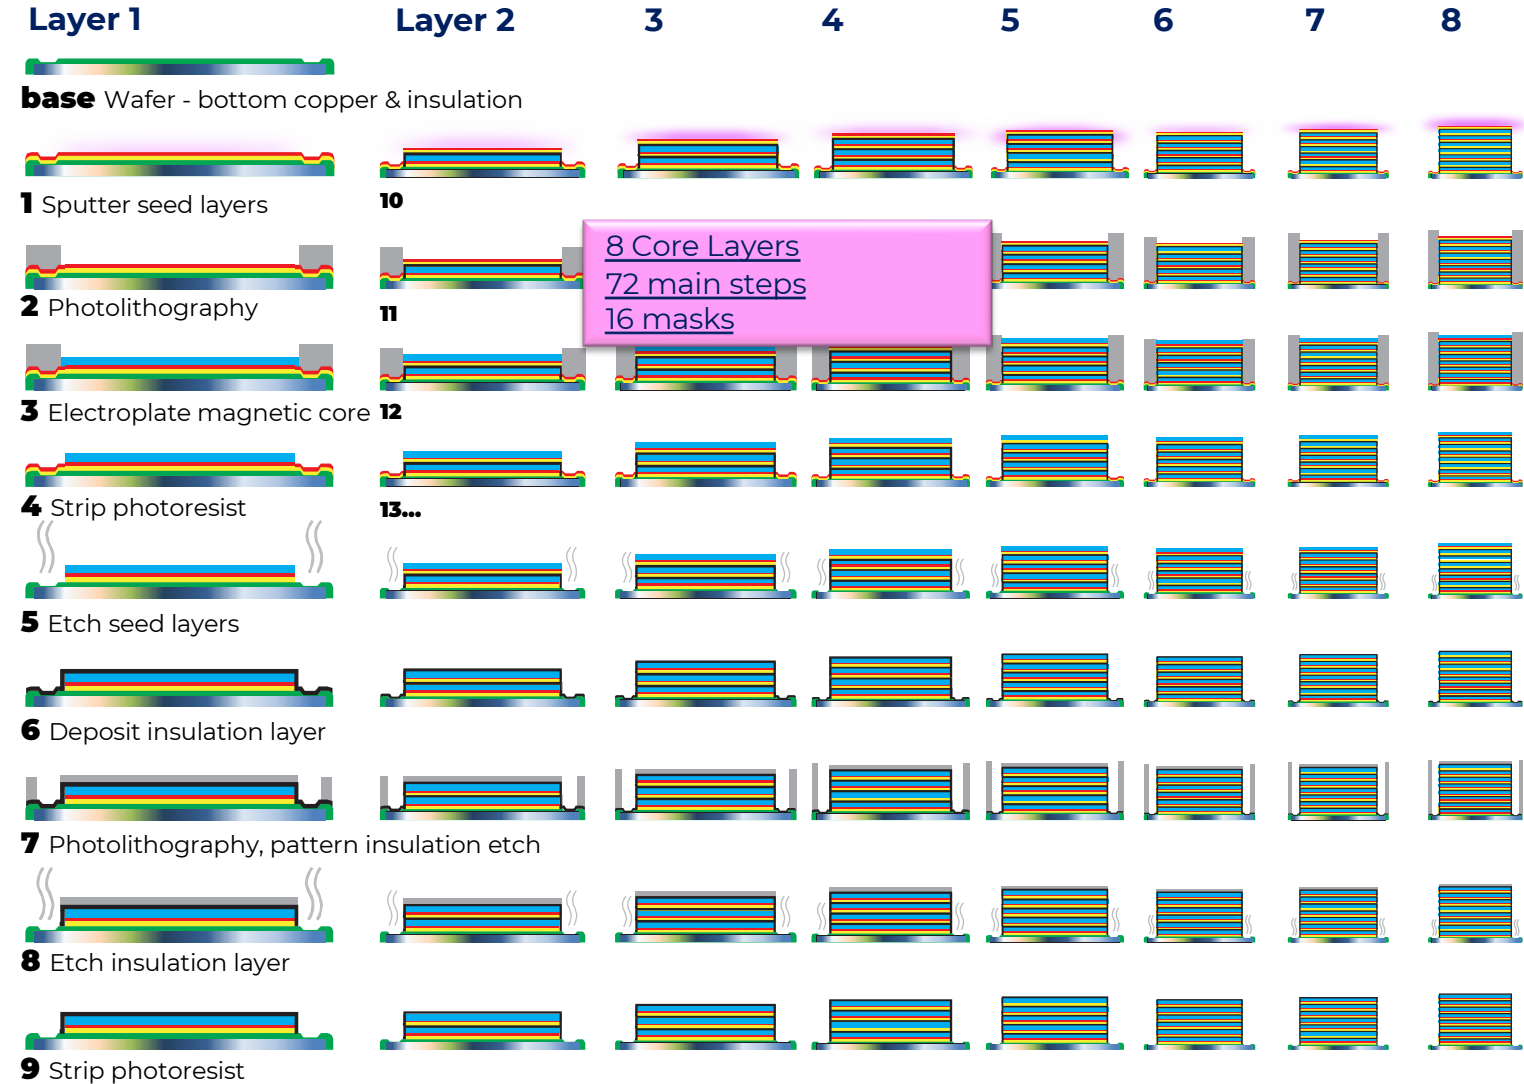 Layer 1 Layer 2 3 4 5 6 7 8
base Wafer - bottom copper & insulation
1 Sputter seed layers 10
8 Core Layers
72 main steps
16 masks
2 Photolithography 11
3 Electroplate magnetic core 12
4 Strip photoresist 13...
5 Etch seed layers
6 Deposit insulation layer
7 Photolithography, pattern insulation etch
8 Etch insulation layer
9 Strip photoresist